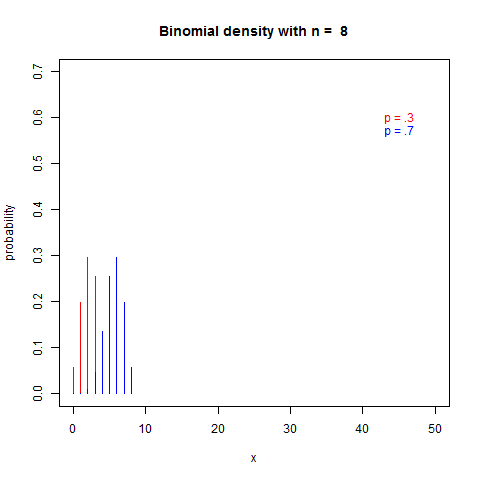 Binomial density with n = 8
0.7
0.6
0.5
0.4
0.3
0.2
0.1
0.0
probability
p = .3
p = .7
0 10 20 30 40 50
x